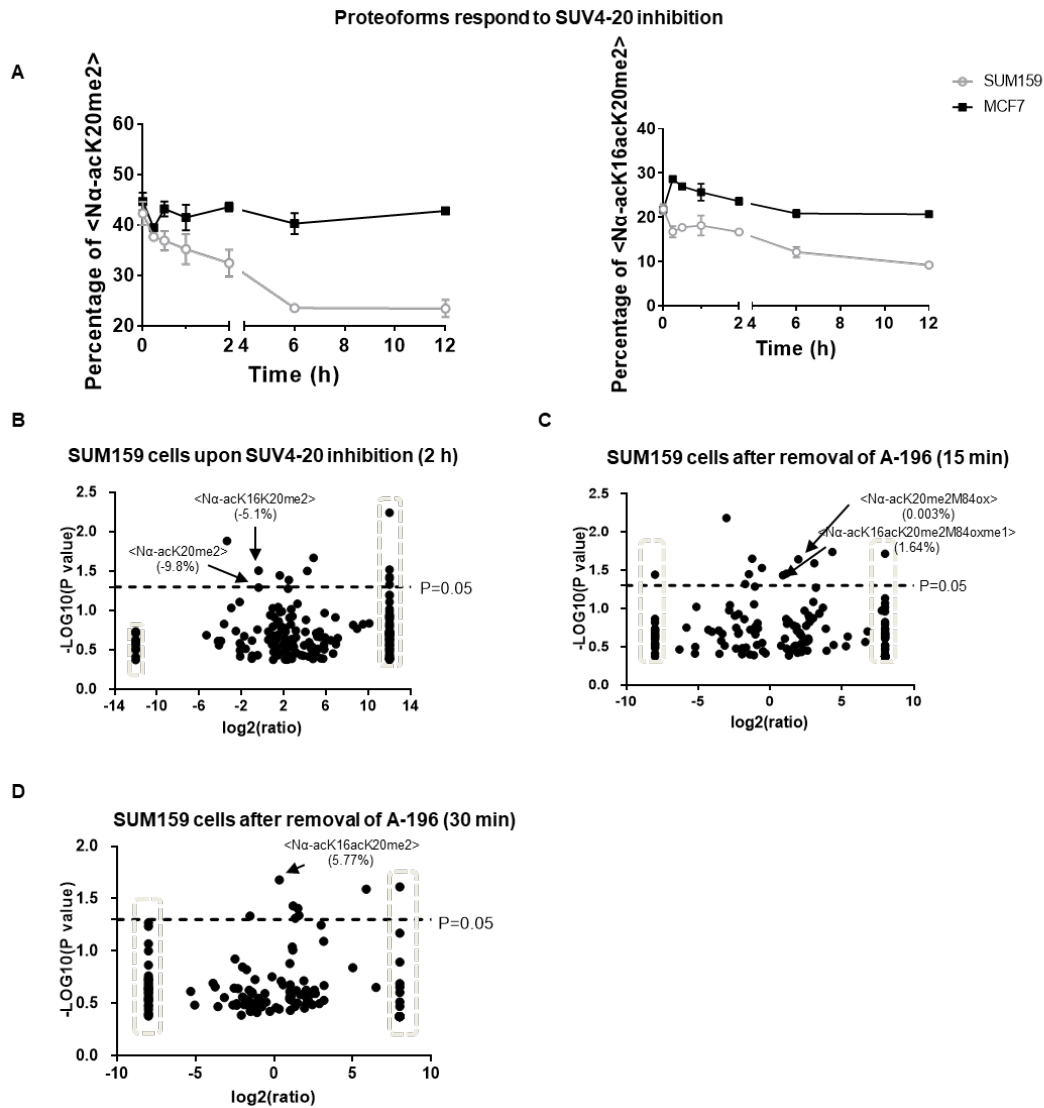 Proteoforms respond to SUV4-20 inhibition
A
Percentage of <Nα-acK20me2>
60
50
40
30
20
0
2
4
6
8
10
12
Time (h)
Percentage of <Nα-acK16acK20me2>
40
30
20
10
0
0
2
4
6
8
10
12
Time (h)
SUM159
MCF7
B
SUM159 cells upon SUV4-20 inhibition (2 h)
-LOG10(P value)
2.5
2.0
1.5
1.0
0.5
0.0
<Nα-acK16K20me2>
(-5.1%)
<Nα-acK20me2>
(-9.8%)
P=0.05
-14
-10
-6
-2
2
6
10
14
log2(ratio)
C
SUM159 cells after removal of A-196 (15 min)
-LOG10(P value)
2.5
2.0
1.5
1.0
0.5
0.0
<Nα-acK20me2M84ox>
(0.003%)
<Nα-acK16acK20me2M84oxme1>
(1.64%)
P=0.05
-10
-5
0
5
10
log2(ratio)
D
SUM159 cells after removal of A-196 (30 min)
-LOG10(P value)
2.0
1.5
1.0
0.5
0.0
<Nα-acK16acK20me2>
(5.77%)
P=0.05
-10
-5
0
5
10
log2(ratio)